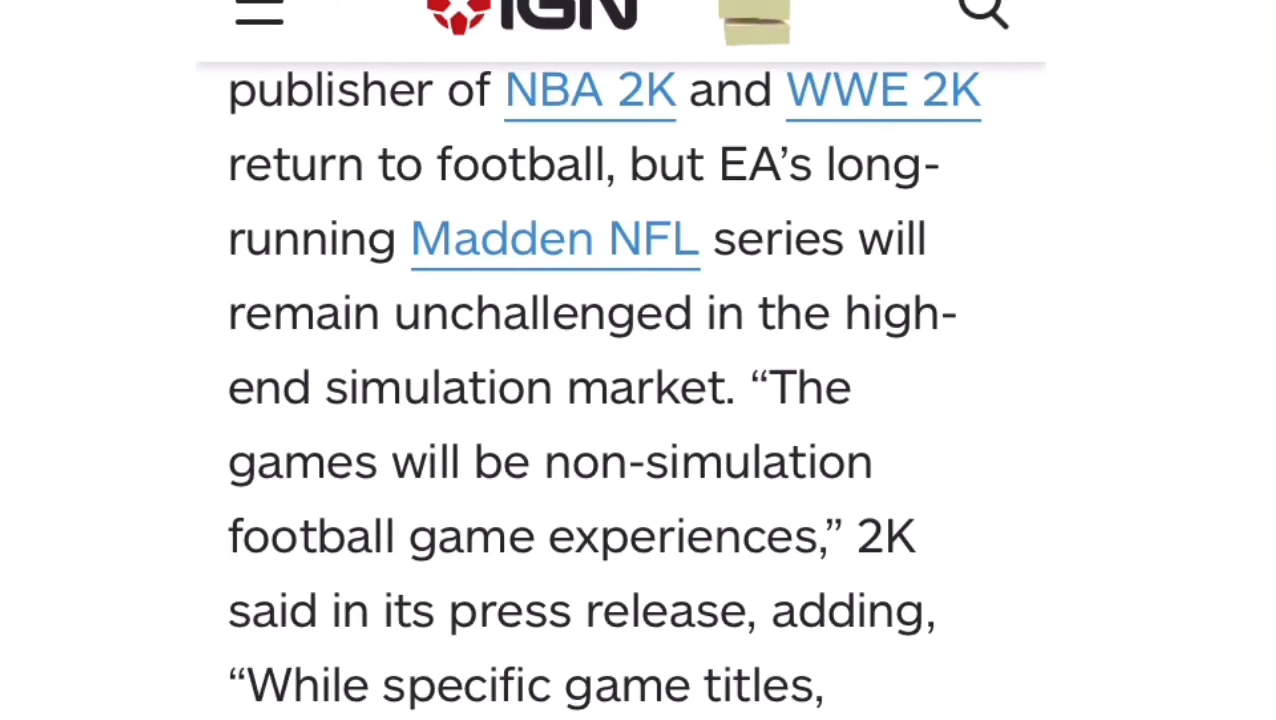 IGN
publisher of NBA 2K and WWE 2K
return to football, but EA’s long-
running Madden NFL series will
remain unchallenged in the high-
end simulation market. “The
games will be non-simulation
football game experiences,” 2K
said in its press release, adding,
“While specific game titles,